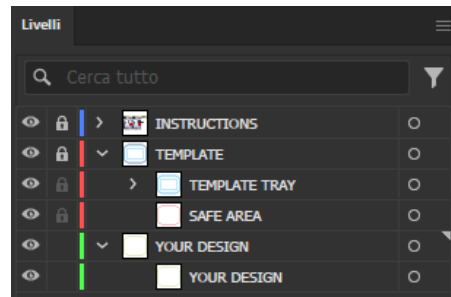 Livelli
Cerca tutto
INSTRUCTIONS
TEMPLATE
TEMPLATE TRAY
SAFE AREA
YOUR DESIGN
YOUR DESIGN